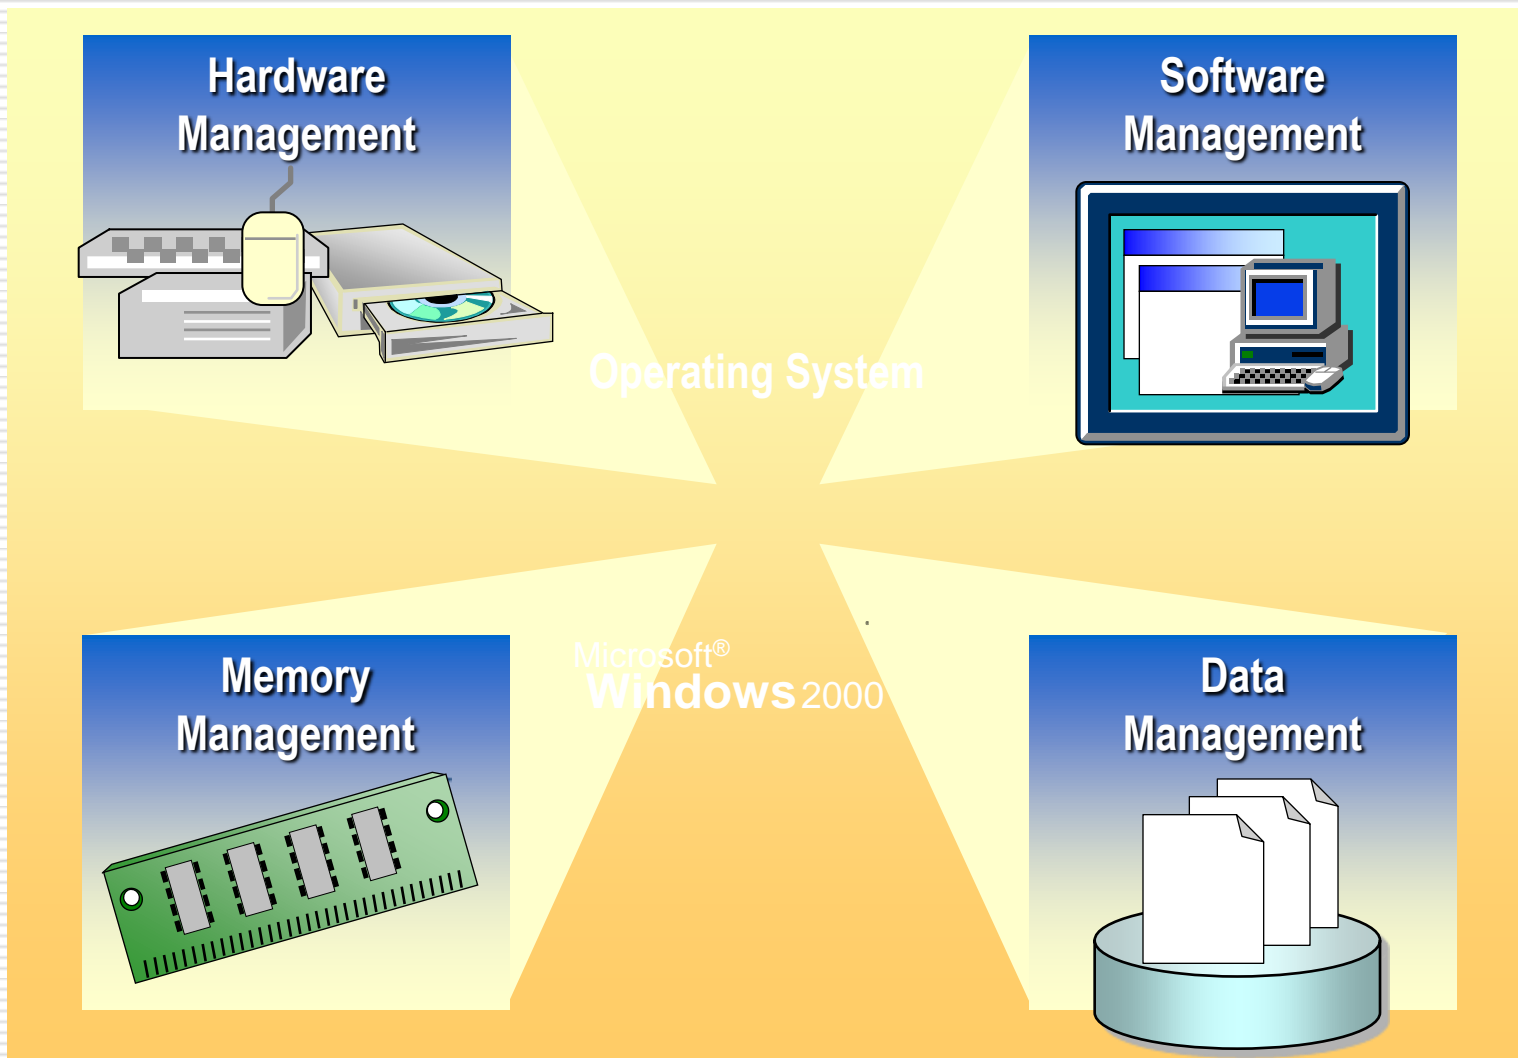 Hardware
Management
Software
Management
Operating System
Microsoft®
Windows 2000
Memory
Management
Data
Management